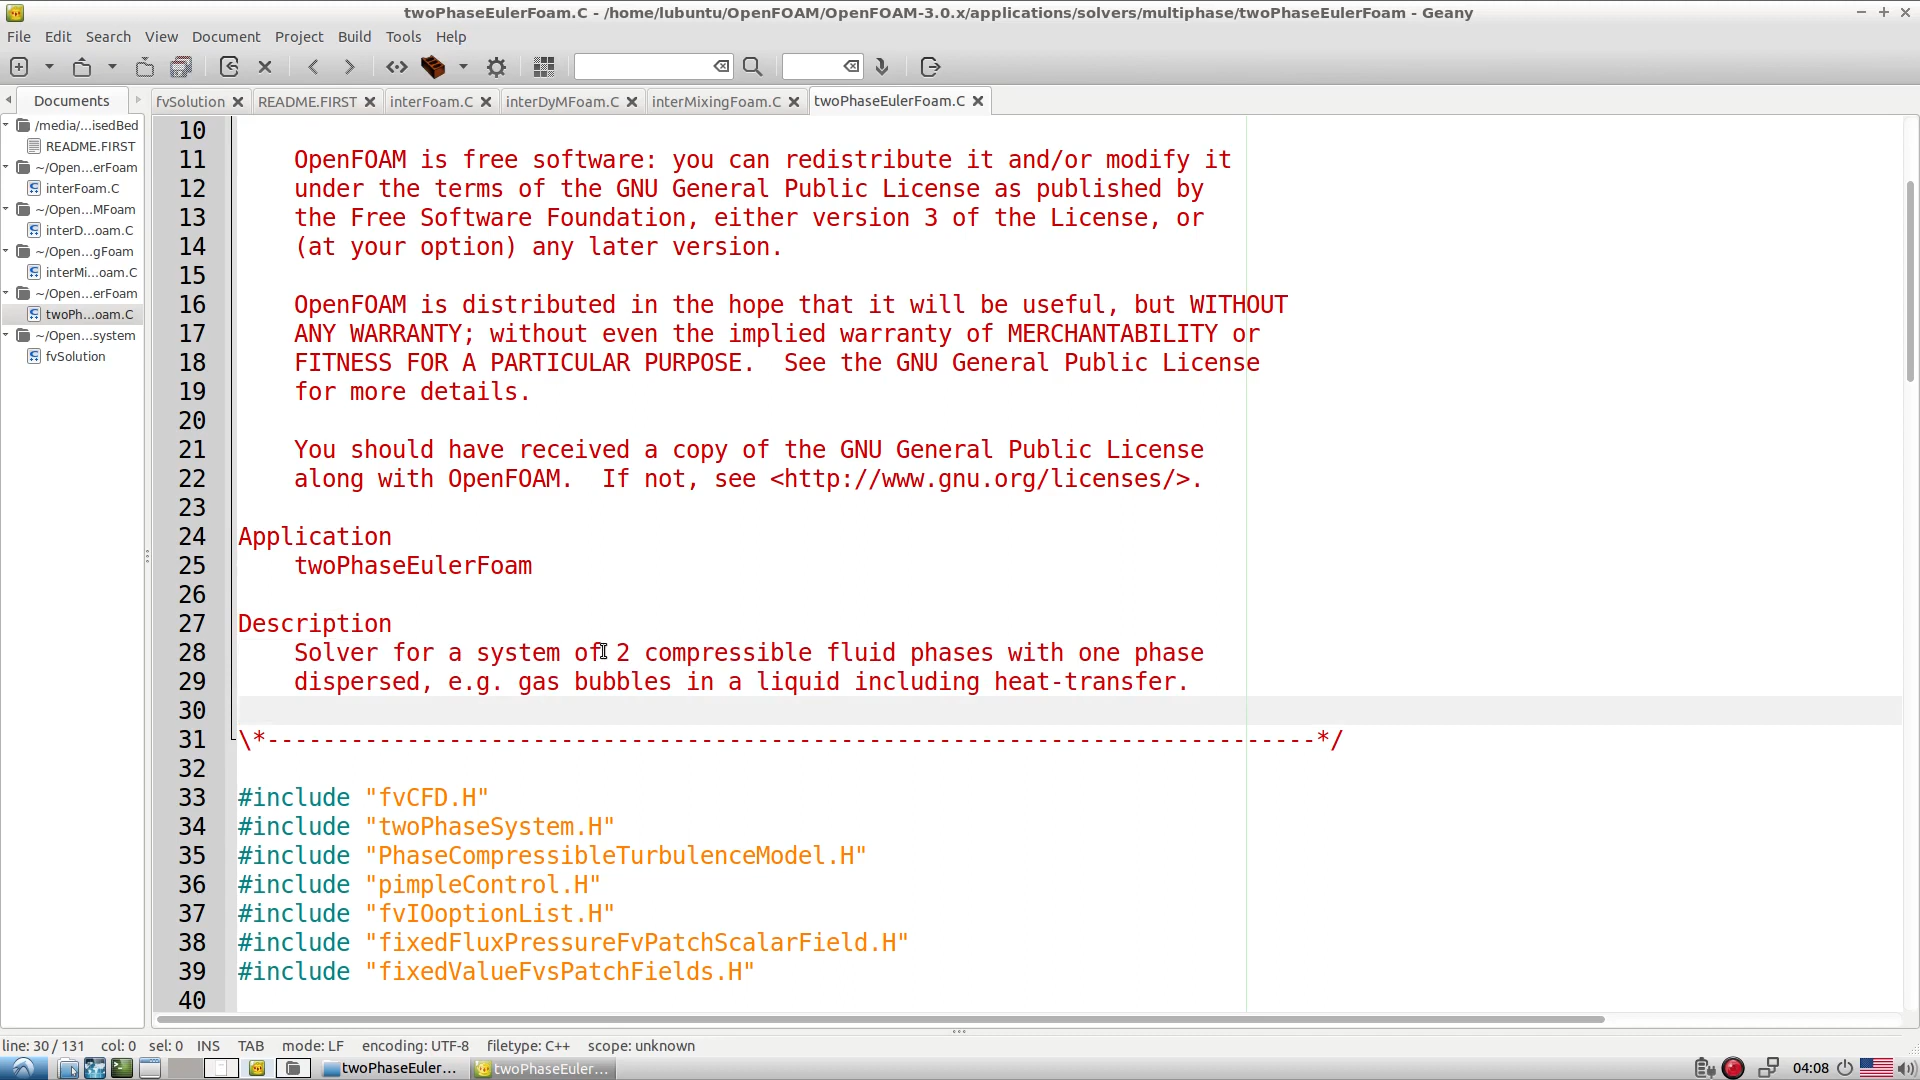 twoPhaseEulerFoam.C - /home/lubuntu/OpenFOAM/OpenFOAM-3.0.x/applications/solvers/multiphase/twoPhaseEulerFoam - Geany
File Edit Search View Document Project Build Tools Help
Documents fvSolution README.FIRST interFoam.C interDyMFoam.C interMixingFoam.C twoPhaseEulerFoam.C
/media/...isedBed
README.FIRST
~/Open...erFoam
interFoam.C
~/Open...MFoam
interD...oam.C
~/Open...gFoam
interMi...oam.C
~/Open...erFoam
twoPh...oam.C
~/Open...system
fvSolution
10
11 OpenFOAM is free software: you can redistribute it and/or modify it
12 under the terms of the GNU General Public License as published by
13 the Free Software Foundation, either version 3 of the License, or
14 (at your option) any later version.
15
16 OpenFOAM is distributed in the hope that it will be useful, but WITHOUT
17 ANY WARRANTY; without even the implied warranty of MERCHANTABILITY or
18 FITNESS FOR A PARTICULAR PURPOSE.  See the GNU General Public License
19 for more details.
20
21 You should have received a copy of the GNU General Public License
22 along with OpenFOAM.  If not, see <http://www.gnu.org/licenses/>.
23
24 Application
25 twoPhaseEulerFoam
26
27 Description
28 Solver for a system of 2 compressible fluid phases with one phase
29 dispersed, e.g. gas bubbles in a liquid including heat-transfer.
30
31 \*---------------------------------------------------------------------------*/
32
33 #include "fvCFD.H"
34 #include "twoPhaseSystem.H"
35 #include "PhaseCompressibleTurbulenceModel.H"
36 #include "pimpleControl.H"
37 #include "fvIOoptionList.H"
38 #include "fixedFluxPressureFvPatchScalarField.H"
39 #include "fixedValueFvsPatchFields.H"
40
line: 30 / 131 col: 0 sel: 0 INS TAB mode: LF encoding: UTF-8 filetype: C++ scope: unknown
twoPhaseEuler... twoPhaseEuler... 04:08